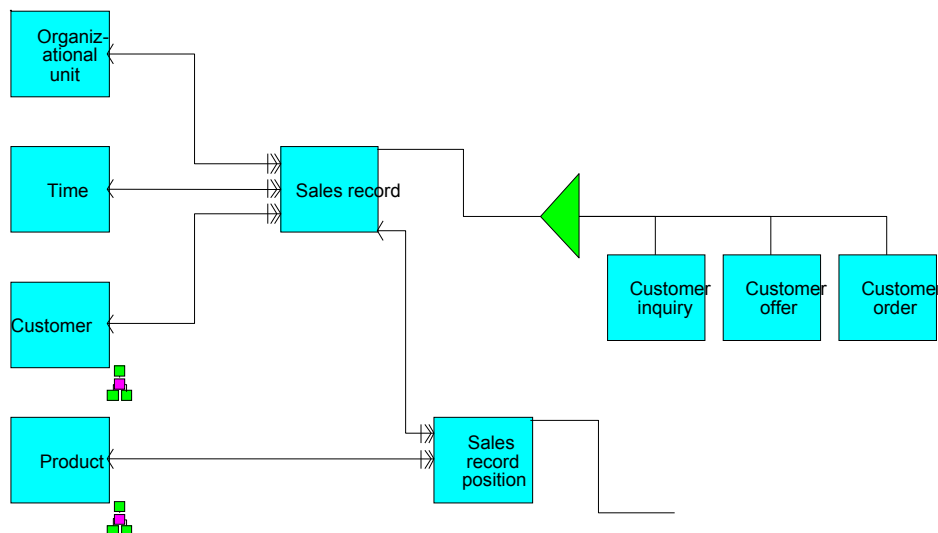 Organiz-
ational
unit
Time
Sales record
Customer
inquiry
Customer
offer
Customer
order
Customer
Product
Sales
record
position